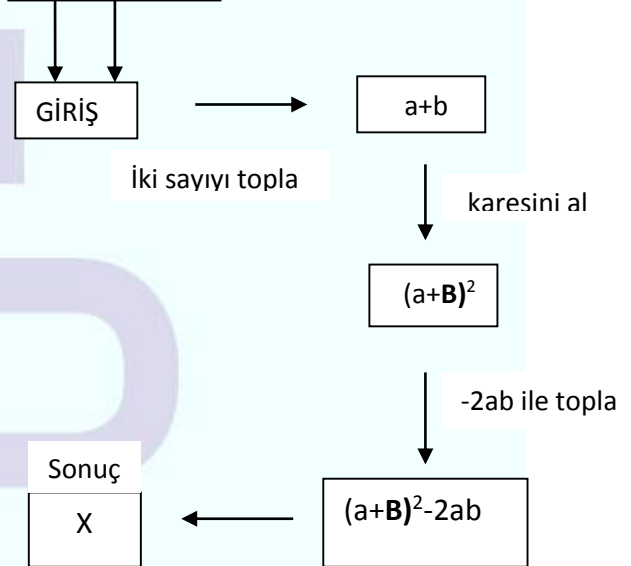 GİRİŞ
a+b
İki sayıyı topla
karesini al
(a+B)²
-2ab ile topla
Sonuç
X
(a+B)²-2ab